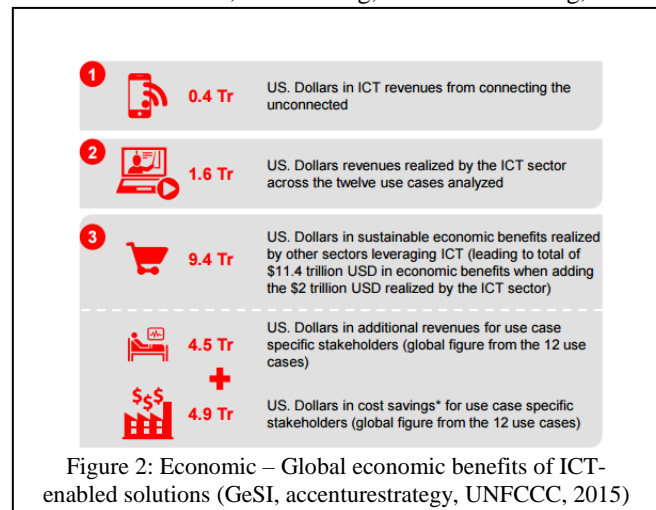 1
0.4 Tr
US. Dollars in ICT revenues from connecting the
unconnected
2
1.6 Tr
US. Dollars revenues realized by the ICT sector
across the twelve use cases analyzed
3
9.4 Tr
US. Dollars in sustainable economic benefits realized
by other sectors leveraging ICT (leading to total of
$11.4 trillion USD in economic benefits when adding
the $2 trillion USD realized by the ICT sector)
4.5 Tr
US. Dollars in additional revenues for use case
specific stakeholders (global figure from the 12 use
cases)
+
$$$
4.9 Tr
US. Dollars in cost savings* for use case specific
stakeholders (global figure from the 12 use cases)
Figure 2: Economic – Global economic benefits of ICT-
enabled solutions (GeSI, accenturestrategy, UNFCCC, 2015)